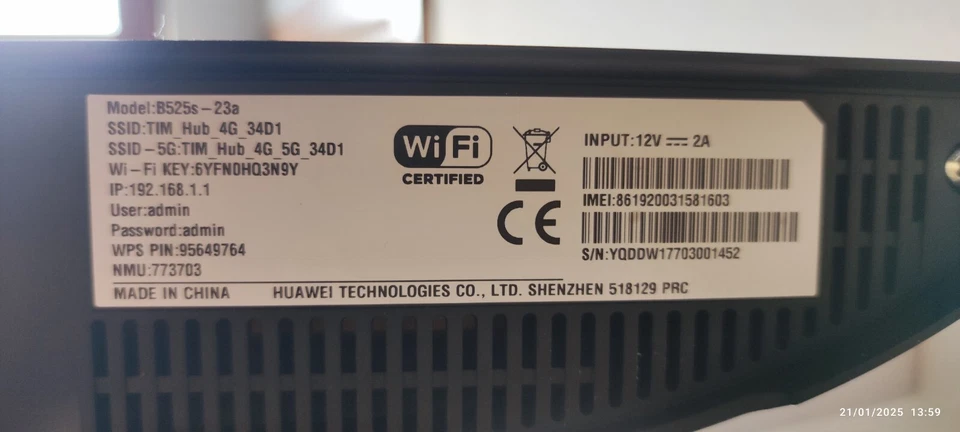 Model:B525s-23a
SSID:TIM_Hub_4G_34D1
SSID-5G:TIM_Hub_4G_5G_34D1
Wi-Fi KEY:6YFN0HQ3N9Y
IP:192.168.1.1
User:admin
Password:admin
WPS PIN:95649764
NMU:773703
MADE IN CHINA HUAWEI TECHNOLOGIES CO., LTD. SHENZHEN 518129 PRC
Wi Fi
CERTIFIED
CE
INPUT:12V ⎓ 2A
IMEI:861920031581603
S/N:YQDDW17703001452
21/01/2025 13:59